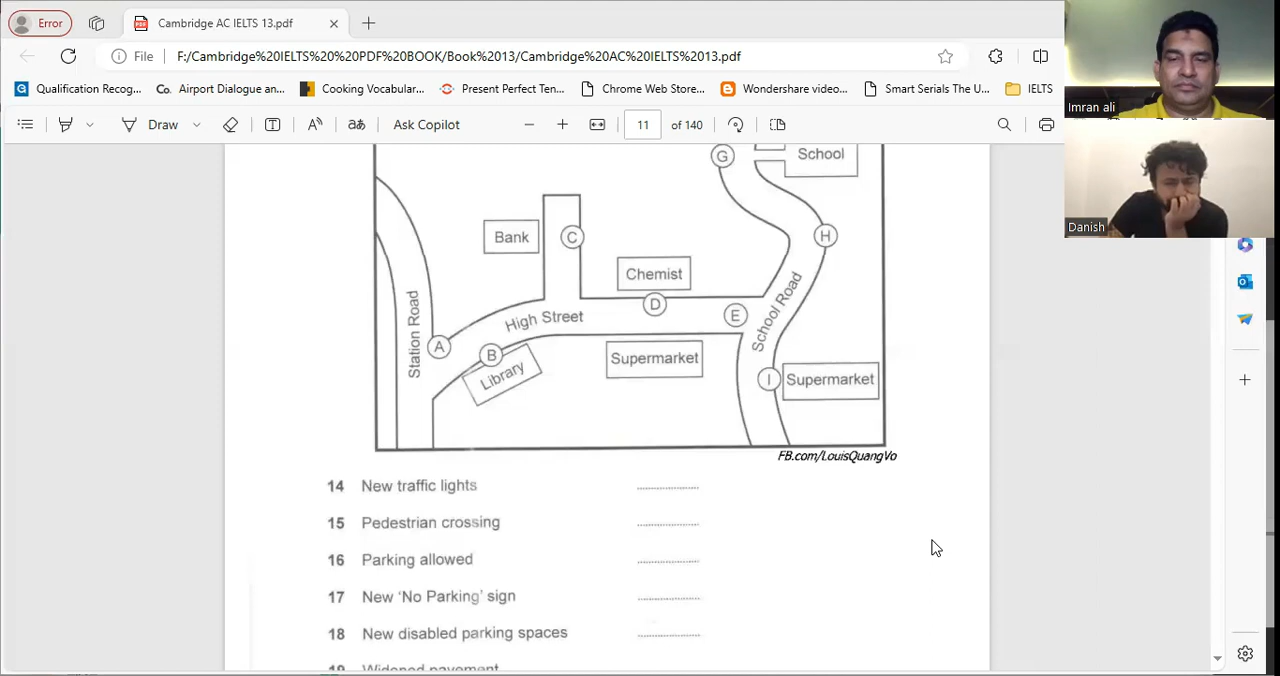 Error
Cambridge AC IELTS 13.pdf
File
F:/Cambridge%20IELTS%20%20PDF%20BOOK/Book%2013/Cambridge%20AC%20IELTS%2013.pdf
Qualification Recog...
Airport Dialogue an...
Cooking Vocabular...
Present Perfect Ten...
Chrome Web Store...
Wondershare video...
Smart Serials The U...
IELTS
Draw
Ask Copilot
11 of 140
Imran ali
Danish
G
School
Bank
C
H
Chemist
D
E
High Street
School Road
Station Road
A
B
Library
Supermarket
I
Supermarket
FB.com/LouisQuangVo
14 New traffic lights
15 Pedestrian crossing
16 Parking allowed
17 New ‘No Parking’ sign
18 New disabled parking spaces
19 Widened pavement